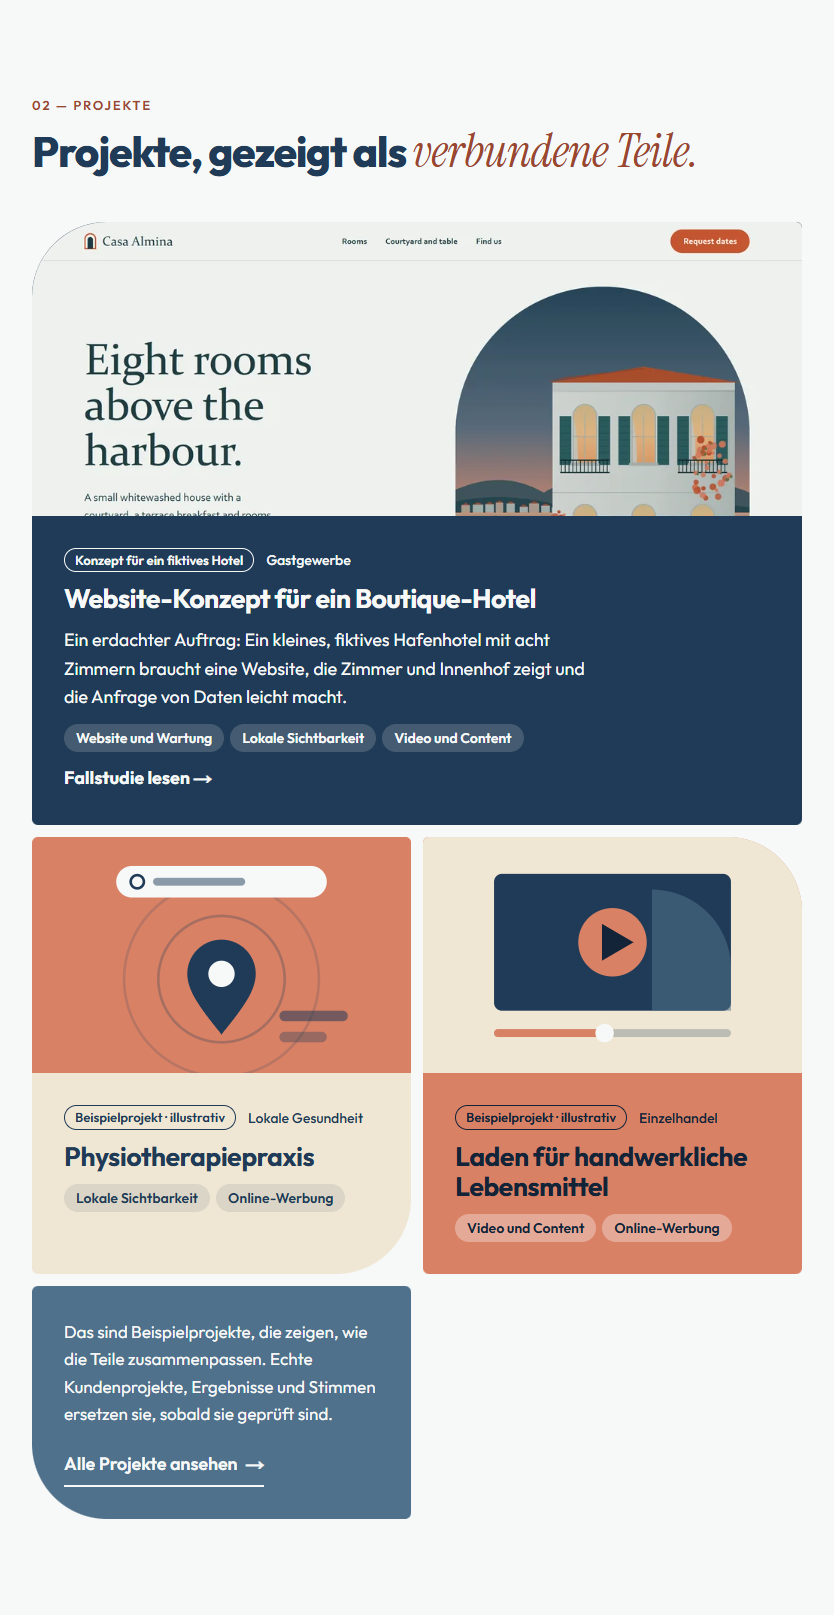 02 — PROJEKTE
Projekte, gezeigt als verbundene Teile.
Casa Almina
Rooms Courtyard and table Find us
Request dates
Eight rooms
above the
harbour.
A small whitewashed house with a
courtyard, a terrace breakfast and rooms
Konzept für ein fiktives Hotel Gastgewerbe
Website-Konzept für ein Boutique-Hotel
Ein erdachter Auftrag: Ein kleines, fiktives Hafenhotel mit acht
Zimmern braucht eine Website, die Zimmer und Innenhof zeigt und
die Anfrage von Daten leicht macht.
Website und Wartung Lokale Sichtbarkeit Video und Content
Fallstudie lesen →
Beispielprojekt · illustrativ Lokale Gesundheit
Physiotherapiepraxis
Lokale Sichtbarkeit Online-Werbung
Beispielprojekt · illustrativ Einzelhandel
Laden für handwerkliche
Lebensmittel
Video und Content Online-Werbung
Das sind Beispielprojekte, die zeigen, wie
die Teile zusammenpassen. Echte
Kundenprojekte, Ergebnisse und Stimmen
ersetzen sie, sobald sie geprüft sind.
Alle Projekte ansehen →